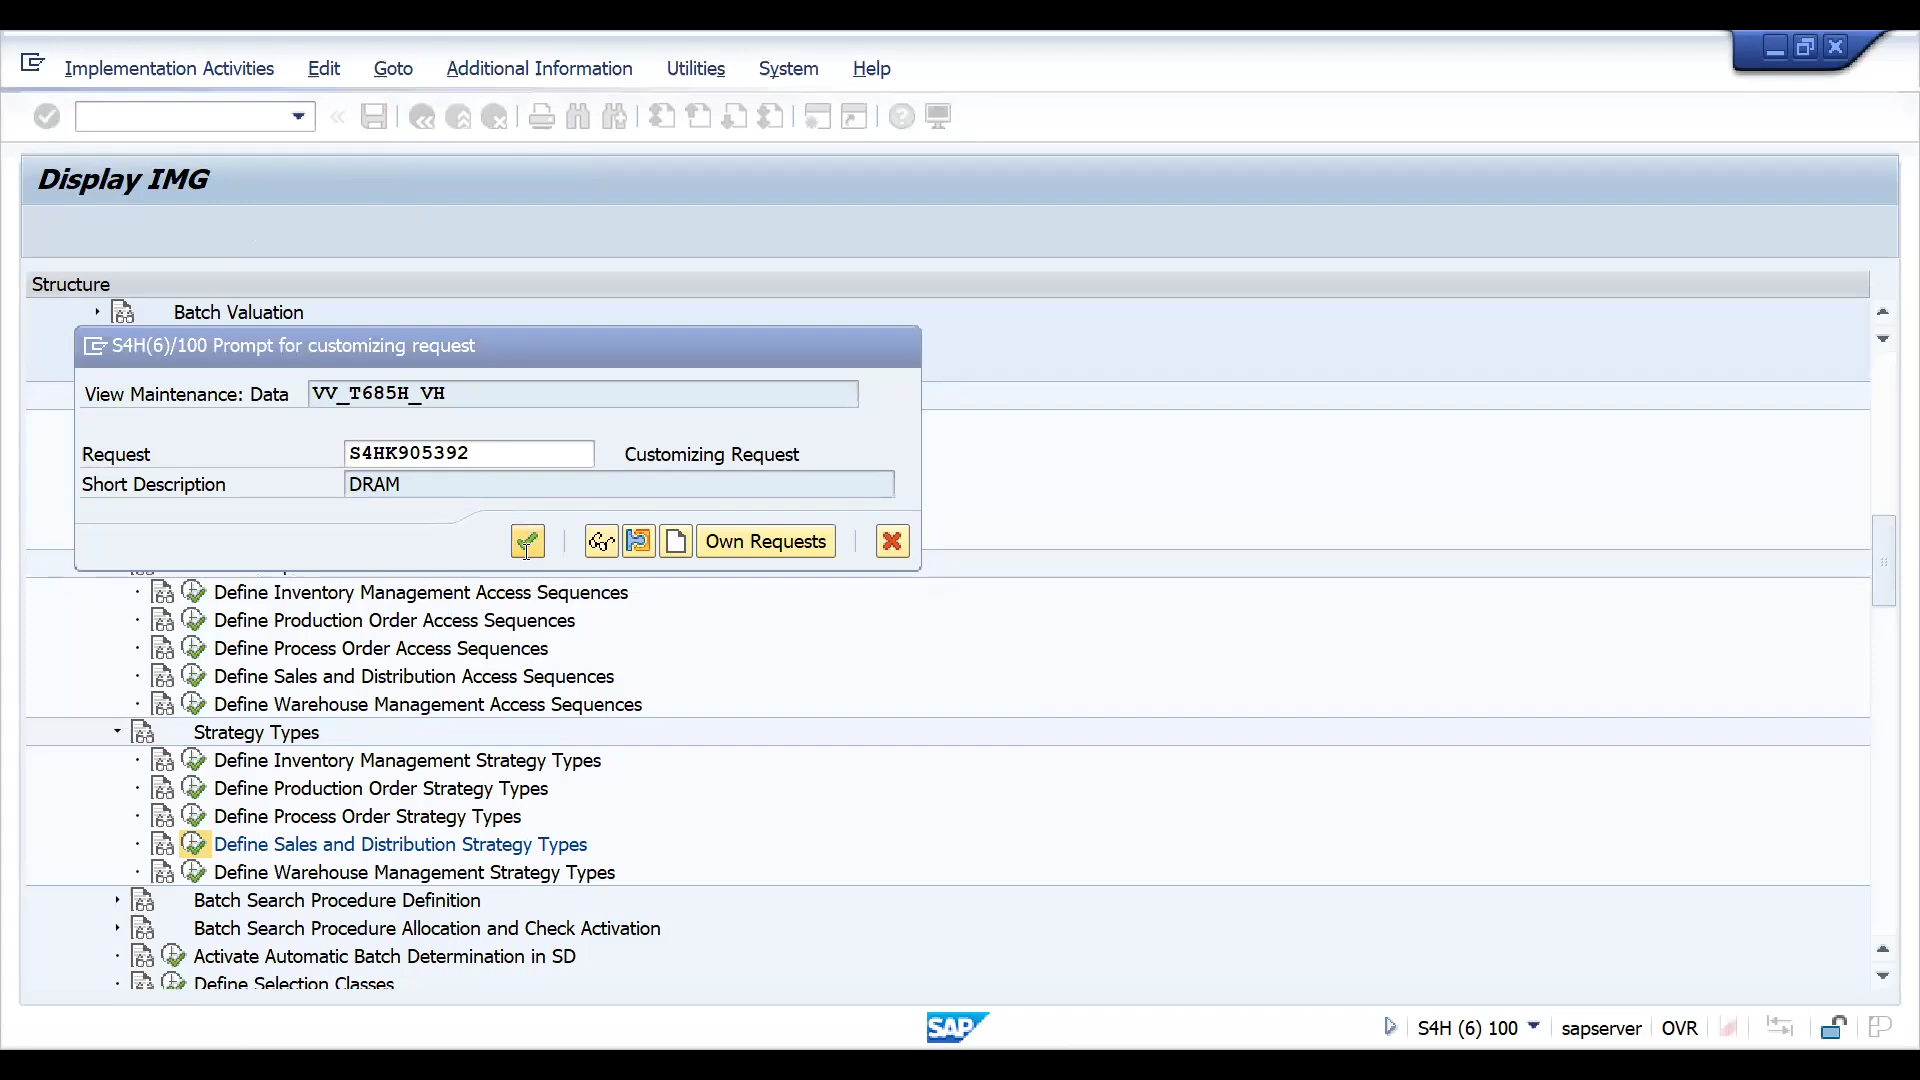 Implementation Activities Edit Goto Additional Information Utilities System Help
Display IMG
Structure
Batch Valuation
S4H(6)/100 Prompt for customizing request
View Maintenance: Data VV_T685H_VH
Request S4HK905392 Customizing Request
Short Description DRAM
Own Requests
Define Inventory Management Access Sequences
Define Production Order Access Sequences
Define Process Order Access Sequences
Define Sales and Distribution Access Sequences
Define Warehouse Management Access Sequences
Strategy Types
Define Inventory Management Strategy Types
Define Production Order Strategy Types
Define Process Order Strategy Types
Define Sales and Distribution Strategy Types
Define Warehouse Management Strategy Types
Batch Search Procedure Definition
Batch Search Procedure Allocation and Check Activation
Activate Automatic Batch Determination in SD
Define Selection Classes
SAP S4H (6) 100 sapserver OVR